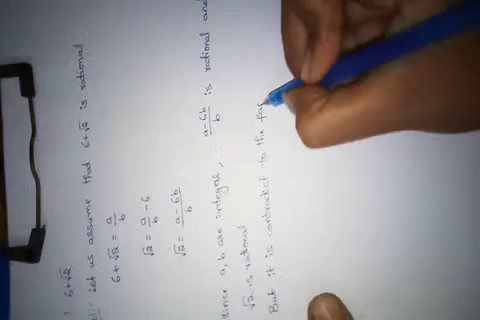 6+√2
Let us assume that 6+√2 is rational
6+√2 = a/b
√2 = a/b - 6
√2 = a-6b/b
since a, b are integers, a-6b/b is rational and
√2 is rational
But it is contradict to the fac